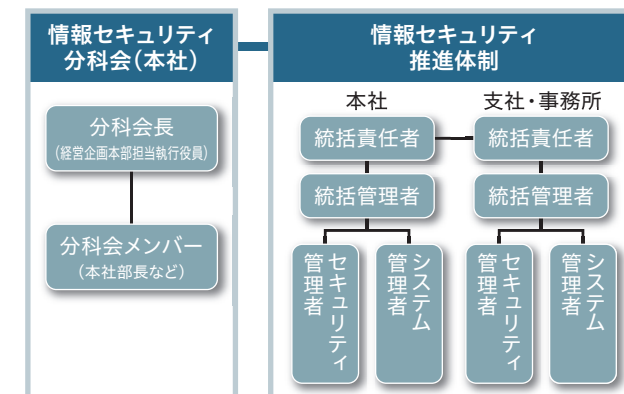 情報セキュリティ
分科会（本社）
分科会長
（経営企画本部担当執行役員）
分科会メンバー
（本社部長など）
情報セキュリティ
推進体制
本社
支社・事務所
統括責任者
統括責任者
統括管理者
統括管理者
セキュリティ
管理者
システム
管理者
セキュリティ
管理者
システム
管理者